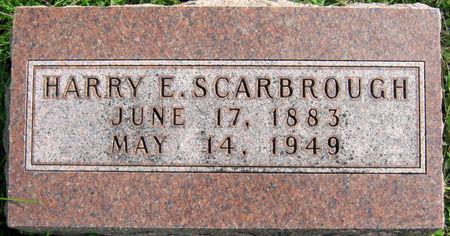 HARRY E. SCARBROUGH
JUNE 17, 1883
MAY 14, 1949